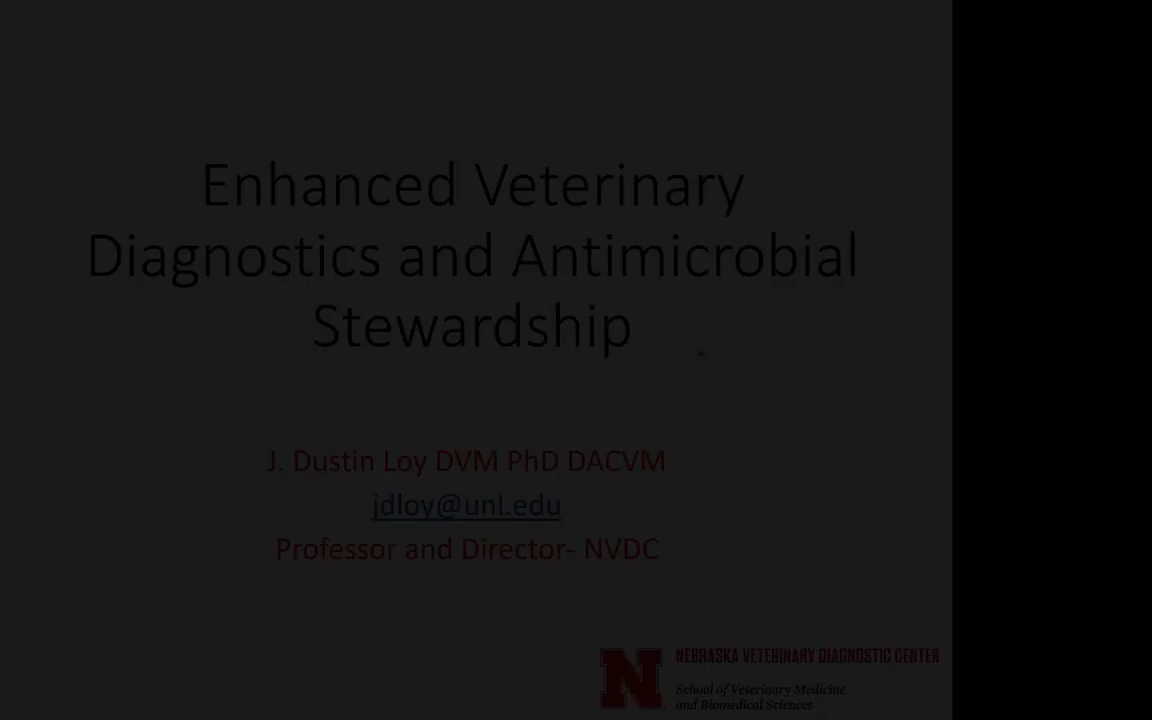 Enhanced Veterinary
Diagnostics and Antimicrobial
Stewardship
J. Dustin Loy DVM PhD DACVM
jdloy@unl.edu
Professor and Director- NVDC
N
NEBRASKA VETERINARY DIAGNOSTIC CENTER
School of Veterinary Medicine
and Biomedical Sciences